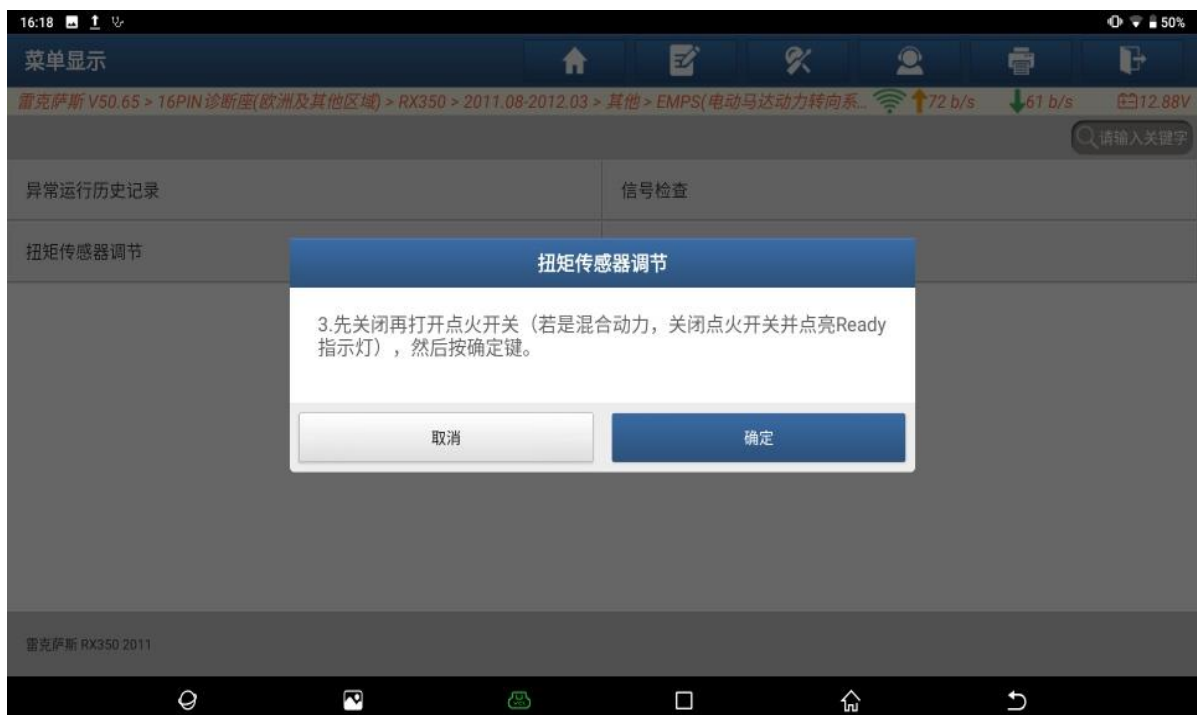 16:18
50%
菜单显示
雷克萨斯 V50.65 > 16PIN诊断座(欧洲及其他区域) > RX350 > 2011.08-2012.03 > 其他 > EMPS(电动马达动力转向系... 72 b/s 61 b/s 12.88V
请输入关键字
异常运行历史记录 信号检查
扭矩传感器调节
扭矩传感器调节
3.先关闭再打开点火开关（若是混合动力，关闭点火开关并点亮Ready
指示灯），然后按确定键。
取消 确定
雷克萨斯 RX350 2011